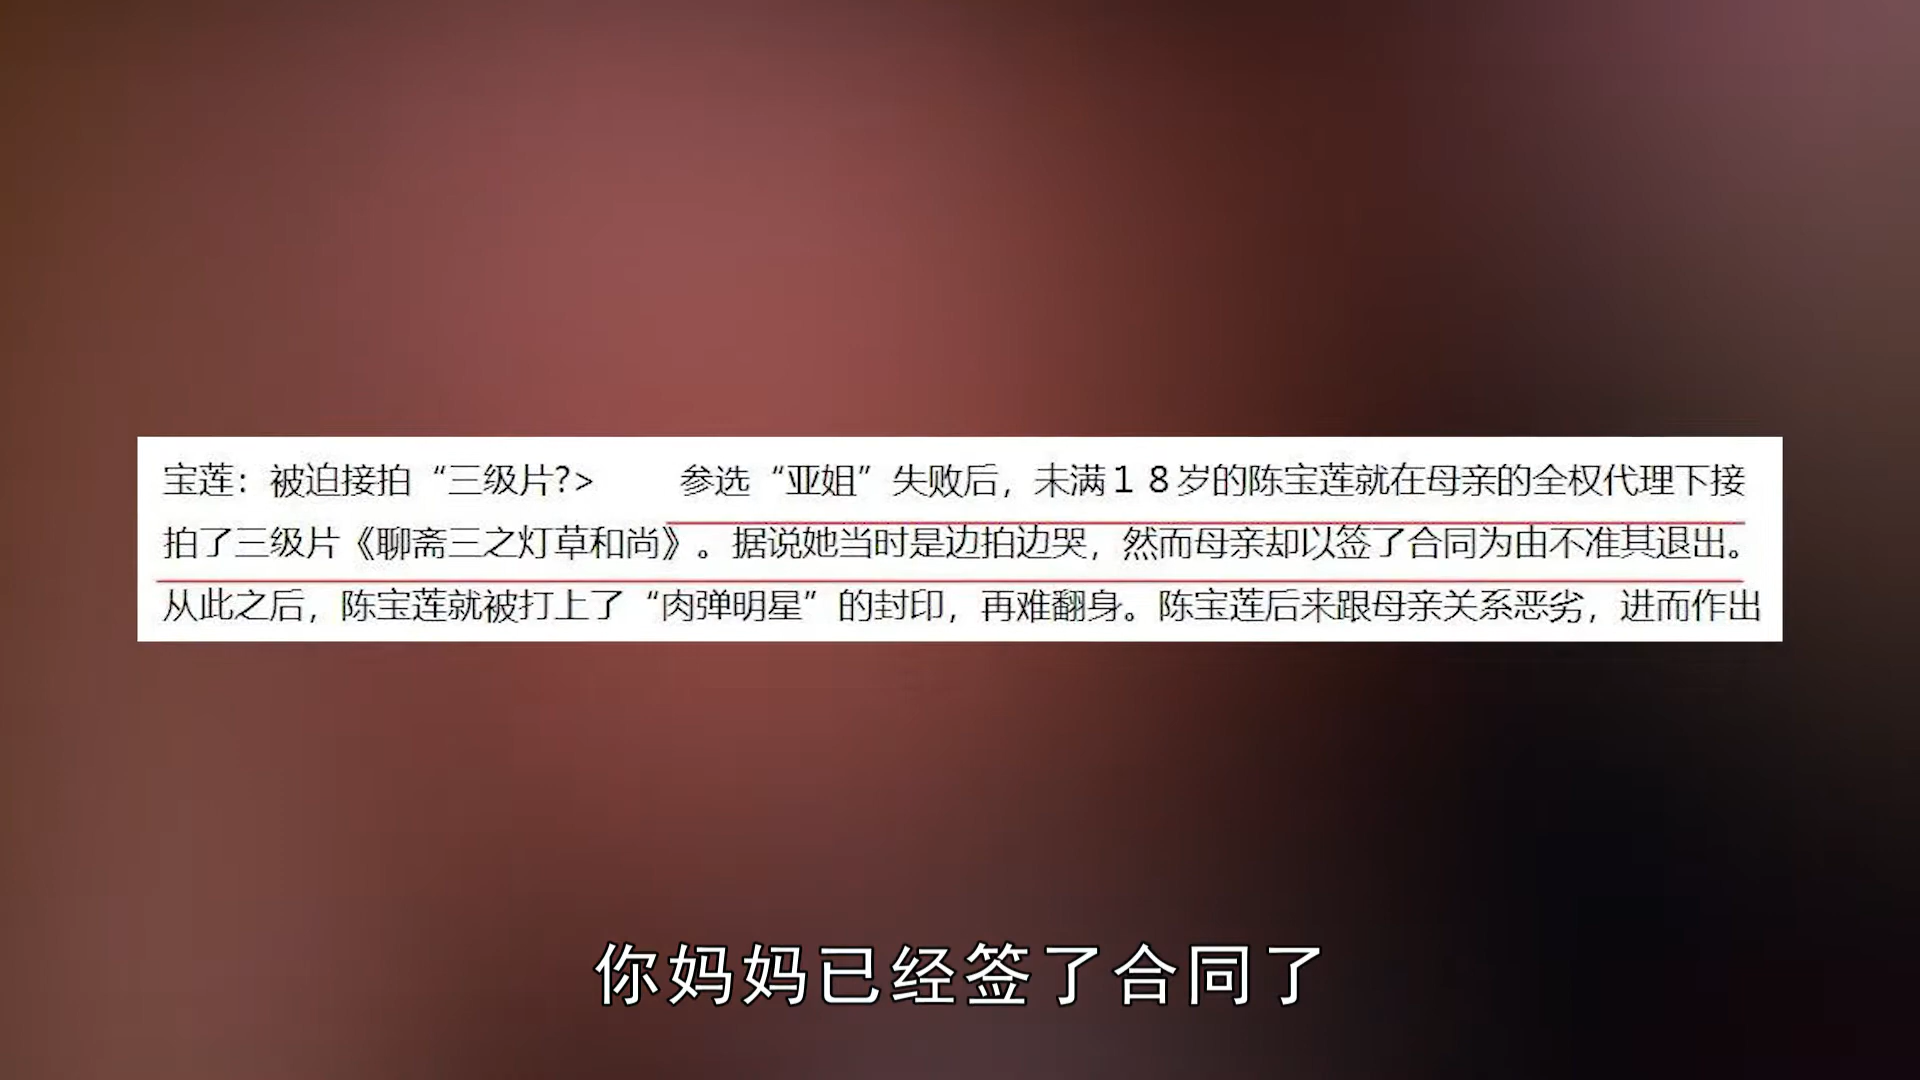 宝莲：被迫接拍“三级片?>　　参选“亚姐”失败后，未满１８岁的陈宝莲就在母亲的全权代理下接
拍了三级片《聊斋三之灯草和尚》。据说她当时是边拍边哭，然而母亲却以签了合同为由不准其退出。
从此之后，陈宝莲就被打上了“肉弹明星”的封印，再难翻身。陈宝莲后来跟母亲关系恶劣，进而作出
你妈妈已经签了合同了